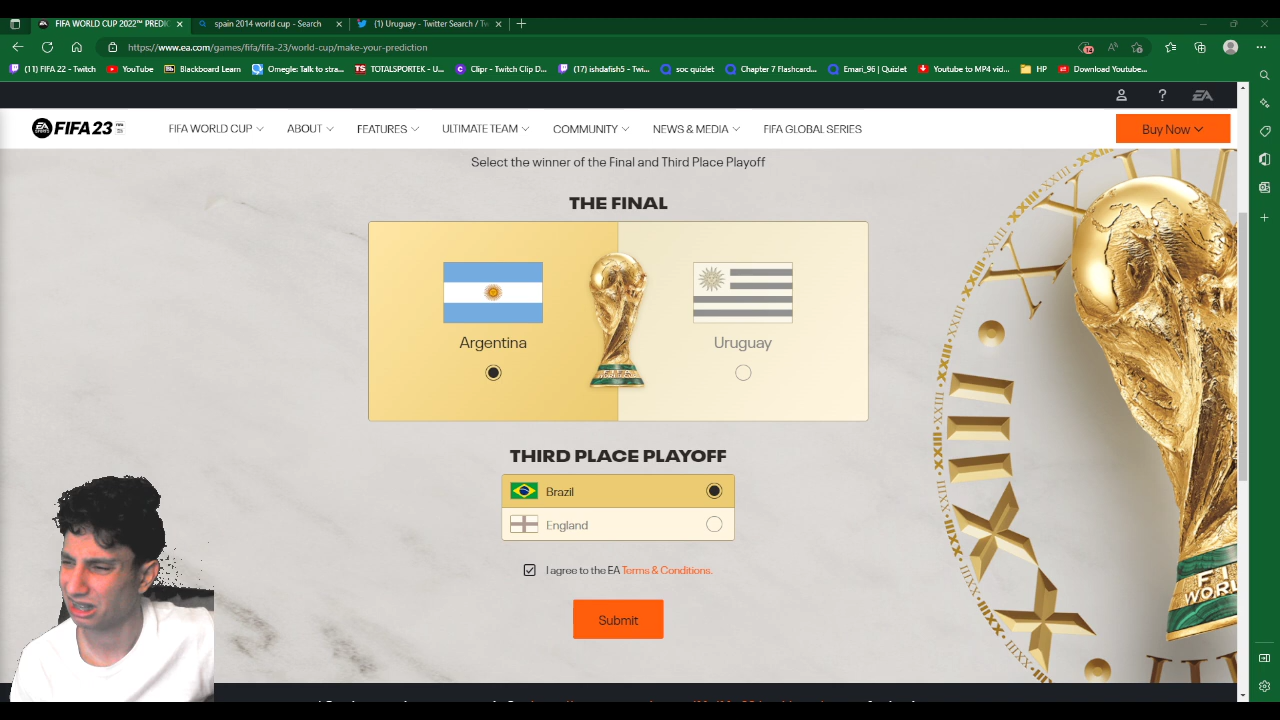 FIFA WORLD CUP 2022™ PREDI
spain 2014 world cup - Search
(1) Uruguay - Twitter Search / Tw
https://www.ea.com/games/fifa/fifa-23/world-cup/make-your-prediction
(11) FIFA 22 - Twitch
YouTube
Blackboard Learn
Omegle: Talk to stra...
TS TOTALSPORTEK - U...
Clipr - Twitch Clip D...
(17) ishdafish5 - Twi...
soc quizlet
Chapter 7 Flashcard...
Emari_96 | Quizlet
Youtube to MP4 vid...
HP
Download Youtube...
EA
FIFA 23
FIFA WORLD CUP
ABOUT
FEATURES
ULTIMATE TEAM
COMMUNITY
NEWS & MEDIA
FIFA GLOBAL SERIES
Buy Now
Select the winner of the Final and Third Place Playoff
THE FINAL
Argentina
Uruguay
THIRD PLACE PLAYOFF
Brazil
England
I agree to the EA Terms & Conditions.
Submit